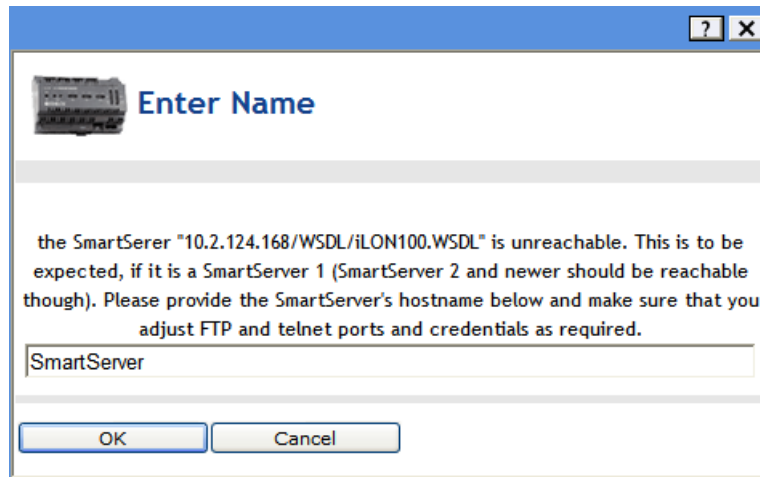 ? X
Enter Name
the SmartSerer "10.2.124.168/WSDL/iLON100.WSDL" is unreachable. This is to be
expected, if it is a SmartServer 1 (SmartServer 2 and newer should be reachable
though). Please provide the SmartServer's hostname below and make sure that you
adjust FTP and telnet ports and credentials as required.
SmartServer
OK Cancel